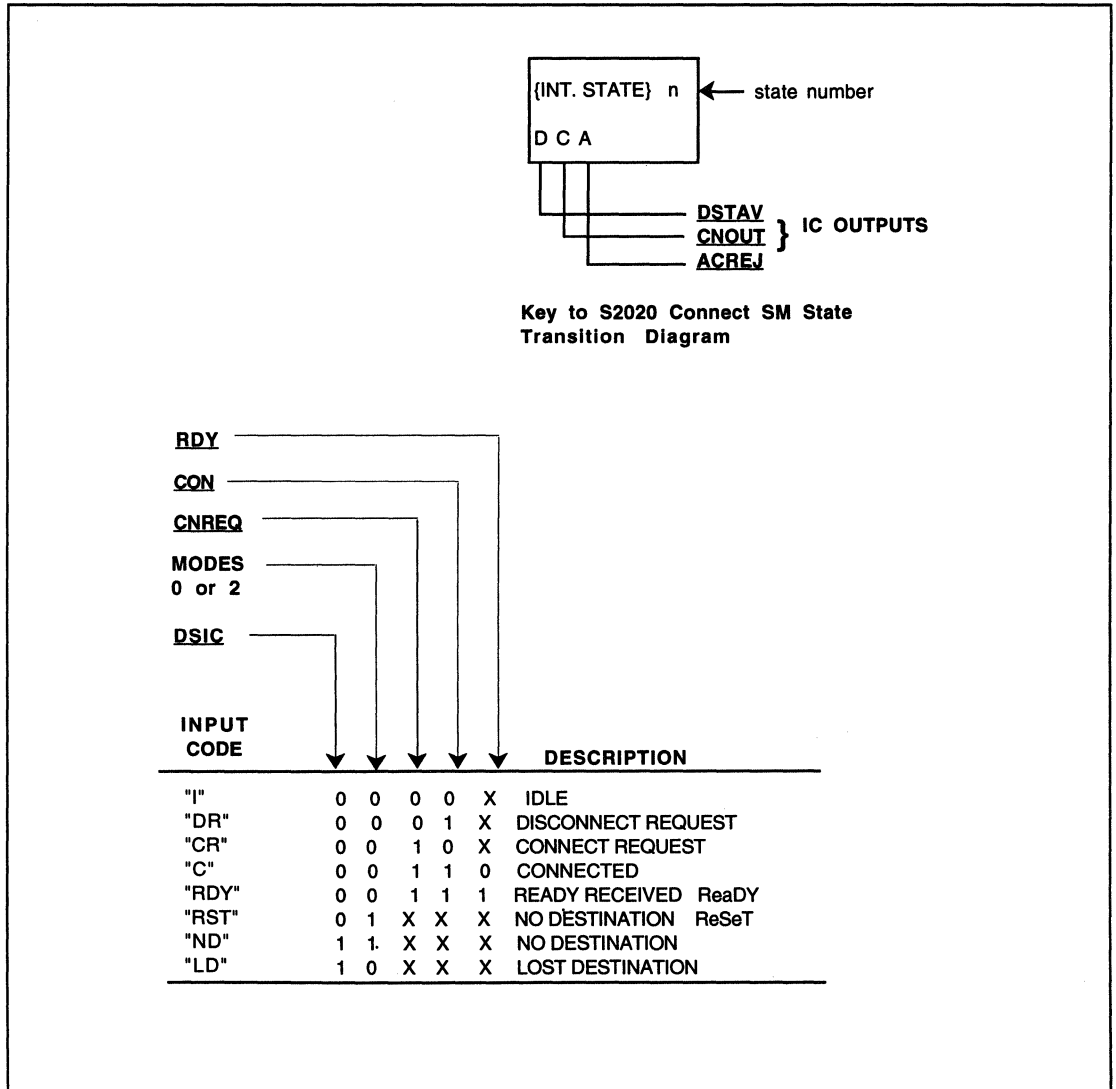 {INT. STATE} n
state number
D C A
DSTAV
CNOUT
} IC OUTPUTS
ACREJ
Key to S2020 Connect SM State
Transition Diagram
RDY
CON
CNREQ
MODES
0 or 2
DSIC
INPUT
CODE
DESCRIPTION
"I" 0 0 0 0 X IDLE
"DR" 0 0 0 1 X DISCONNECT REQUEST
"CR" 0 0 1 0 X CONNECT REQUEST
"C" 0 0 1 1 0 CONNECTED
"RDY" 0 0 1 1 1 READY RECEIVED ReaDY
"RST" 0 1 X X X NO DESTINATION ReSeT
"ND" 1 1 X X X NO DESTINATION
"LD" 1 0 X X X LOST DESTINATION